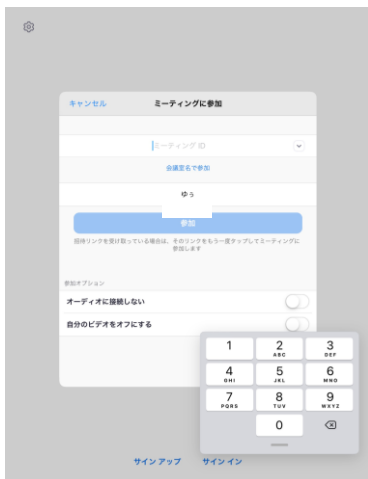 キャンセル ミーティングに参加
ミーティング ID
会議室名で参加
ゆぅ
参加
招待リンクを受け取っている場合は、そのリンクをもう一度タップしてミーティングに
参加します
参加オプション
オーディオに接続しない
自分のビデオをオフにする
1 2 3
ABC DEF
4 5 6
GHI JKL MNO
7 8 9
PQRS TUV WXYZ
0
サイン アップ サイン イン